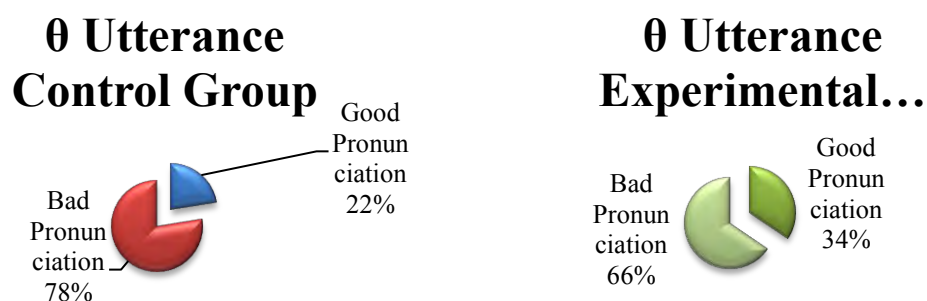 θ Utterance
Control Group
Good
Pronun
ciation
22%
Bad
Pronun
ciation
78%
θ Utterance
Experimental…
Good
Pronun
ciation
34%
Bad
Pronun
ciation
66%